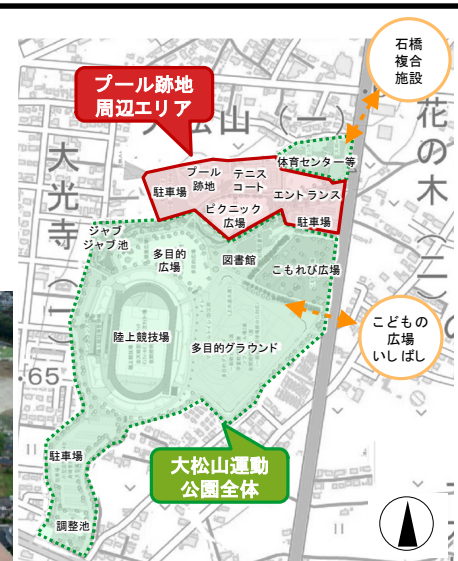 石橋
複合
施設
プール跡地
周辺エリア
大松山(一)
花の木(二)の
大光寺(二)
体育センター等
プール
跡地
テニス
コート
エントランス
駐車場
ピクニック
広場
駐車場
ジャブ
ジャブ池
多目的
広場
図書館
こもれび広場
陸上競技場
多目的グラウンド
こどもの
広場
いしばし
.65
駐車場
大松山運動
公園全体
調整池